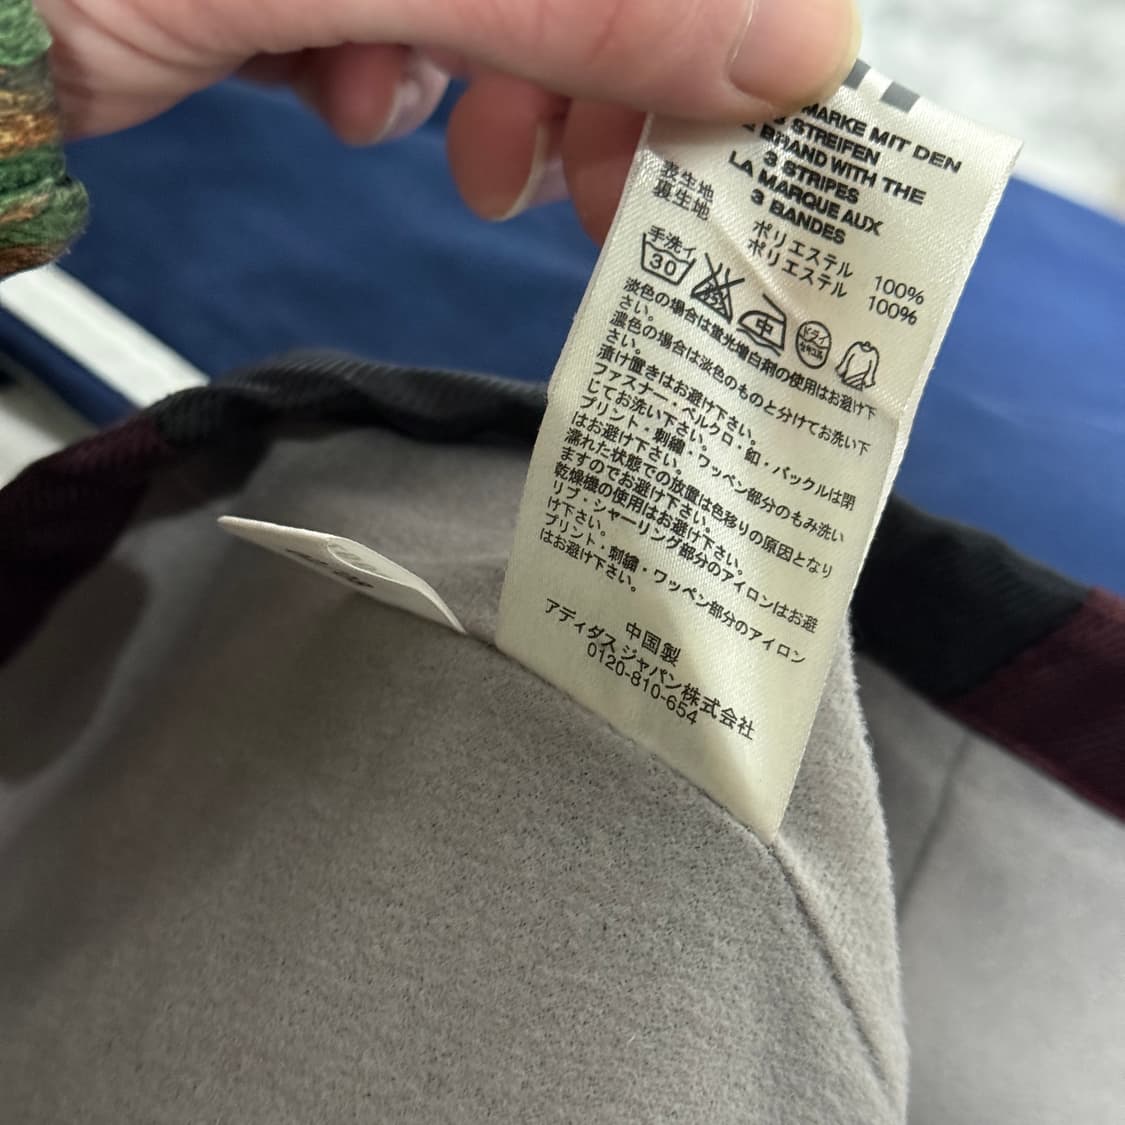 MARKE MIT DEN
3 STREIFEN
BRAND WITH THE
3 STRIPES
LA MARQUE AUX
3 BANDES
表生地 ポリエステル 100%
裏生地 ポリエステル 100%
手洗イ
30
中
ドライ
淡色の場合は蛍光増白剤の使用はお避け下
さい。
濃色の場合は淡色のものと分けてお洗い下
さい。
漬け置きはお避け下さい。
ファスナー・ベルクロ・釦・バックルは閉
じてお洗い下さい。
プリント・刺繍・ワッペン部分のもみ洗い
はお避け下さい。
濡れた状態での放置は色移りの原因となり
ますのでお避け下さい。
乾燥機の使用はお避け下さい。
リブ・シャーリング部分のアイロンはお避
け下さい。
プリント・刺繍・ワッペン部分のアイロン
はお避け下さい。
中国製
アディダス ジャパン株式会社
0120-810-654